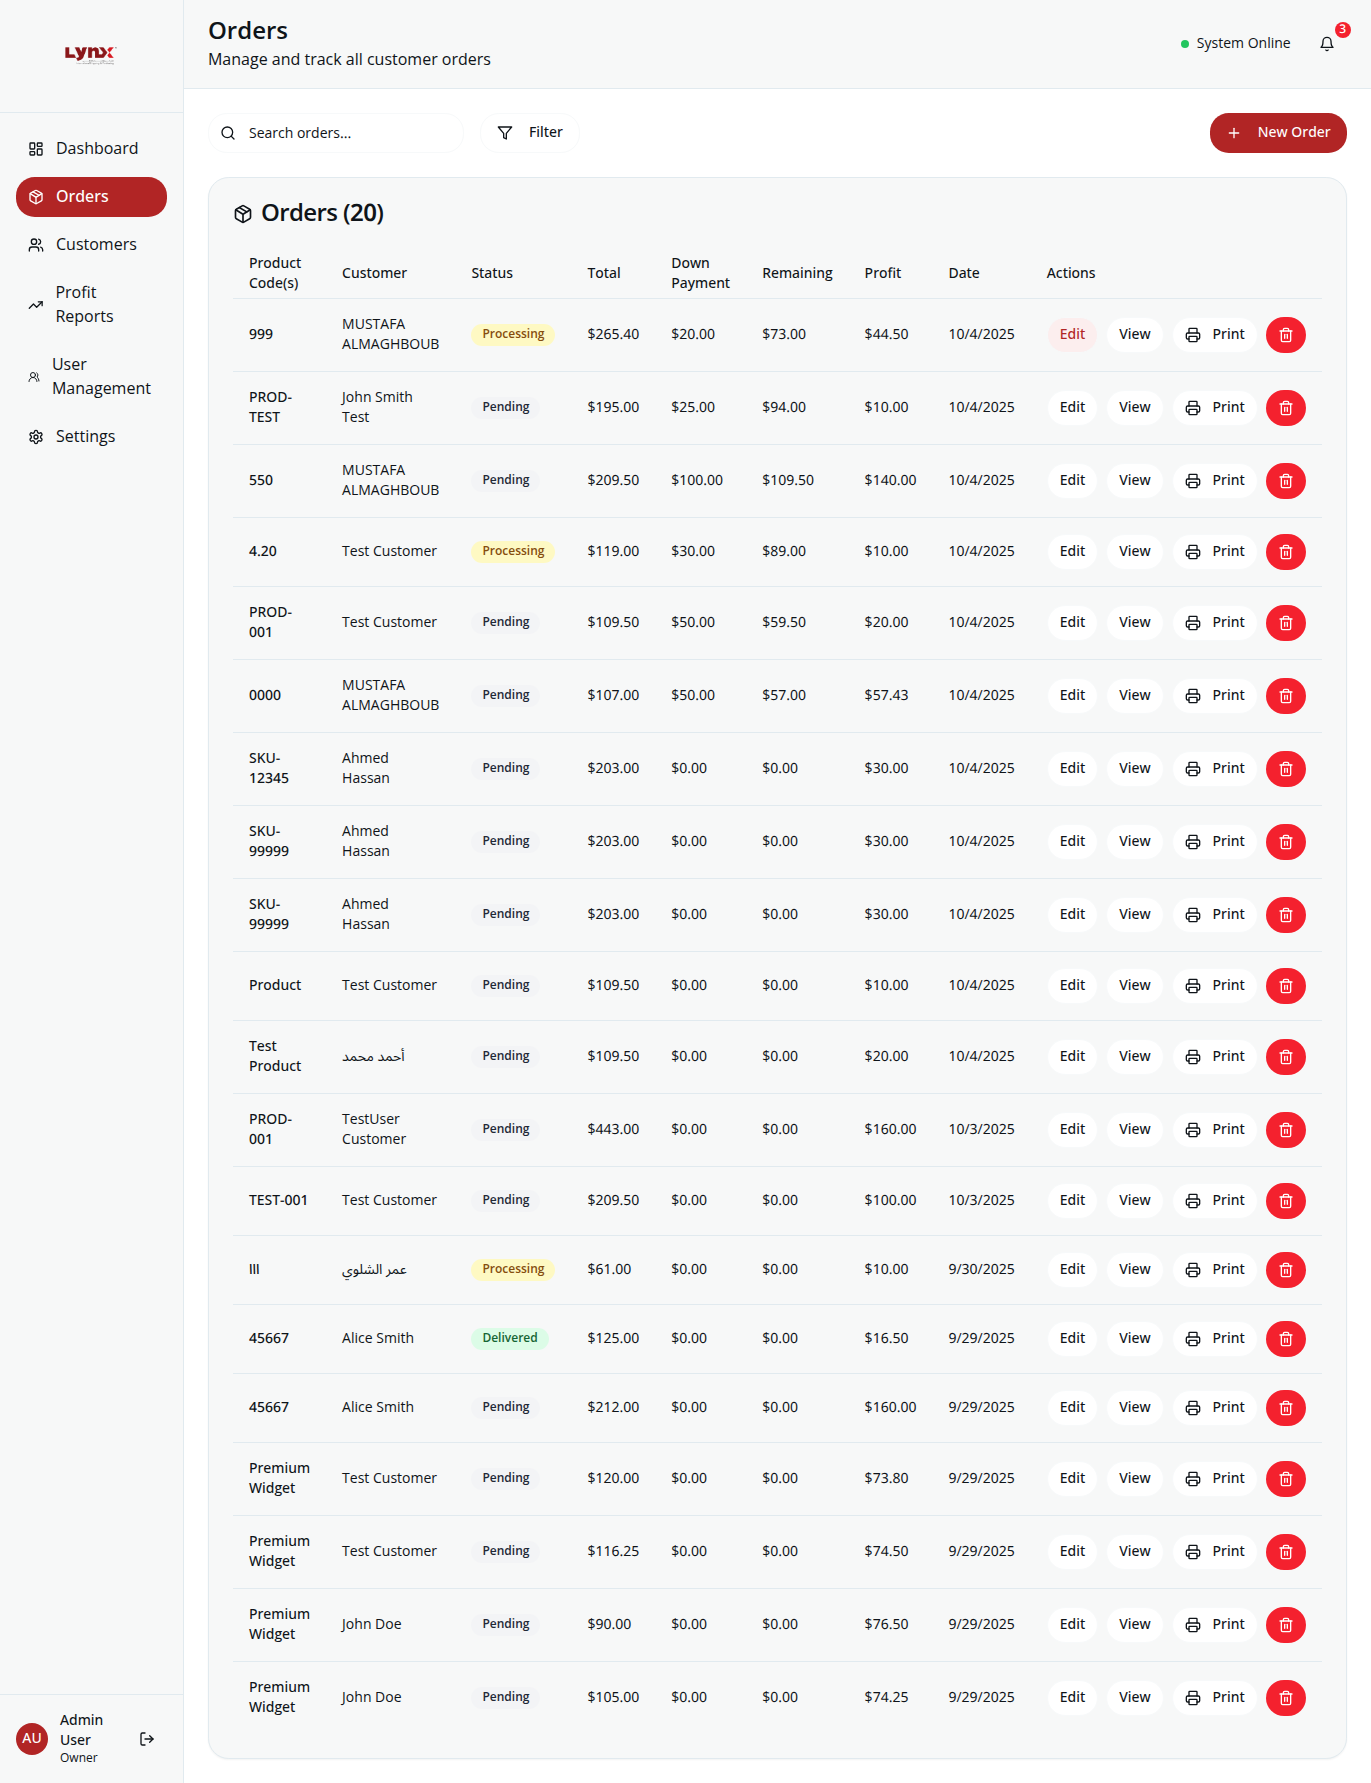 Lynx
Dashboard
Orders
Customers
Profit
Reports
User
Management
Settings
Admin
User
Owner
AU
Orders
Manage and track all customer orders
System Online
3
Search orders...
Filter
New Order
Orders (20)
Product Code(s) Customer Status Total Down Payment Remaining Profit Date Actions
999 MUSTAFA ALMAGHBOUB Processing $265.40 $20.00 $73.00 $44.50 10/4/2025 Edit View Print
PROD-TEST John Smith Test Pending $195.00 $25.00 $94.00 $10.00 10/4/2025 Edit View Print
550 MUSTAFA ALMAGHBOUB Pending $209.50 $100.00 $109.50 $140.00 10/4/2025 Edit View Print
4.20 Test Customer Processing $119.00 $30.00 $89.00 $10.00 10/4/2025 Edit View Print
PROD-001 Test Customer Pending $109.50 $50.00 $59.50 $20.00 10/4/2025 Edit View Print
0000 MUSTAFA ALMAGHBOUB Pending $107.00 $50.00 $57.00 $57.43 10/4/2025 Edit View Print
SKU-12345 Ahmed Hassan Pending $203.00 $0.00 $0.00 $30.00 10/4/2025 Edit View Print
SKU-99999 Ahmed Hassan Pending $203.00 $0.00 $0.00 $30.00 10/4/2025 Edit View Print
SKU-99999 Ahmed Hassan Pending $203.00 $0.00 $0.00 $30.00 10/4/2025 Edit View Print
Product Test Customer Pending $109.50 $0.00 $0.00 $10.00 10/4/2025 Edit View Print
Test Product أحمد محمد Pending $109.50 $0.00 $0.00 $20.00 10/4/2025 Edit View Print
PROD-001 TestUser Customer Pending $443.00 $0.00 $0.00 $160.00 10/3/2025 Edit View Print
TEST-001 Test Customer Pending $209.50 $0.00 $0.00 $100.00 10/3/2025 Edit View Print
lll عمر الشلوي Processing $61.00 $0.00 $0.00 $10.00 9/30/2025 Edit View Print
45667 Alice Smith Delivered $125.00 $0.00 $0.00 $16.50 9/29/2025 Edit View Print
45667 Alice Smith Pending $212.00 $0.00 $0.00 $160.00 9/29/2025 Edit View Print
Premium Widget Test Customer Pending $120.00 $0.00 $0.00 $73.80 9/29/2025 Edit View Print
Premium Widget Test Customer Pending $116.25 $0.00 $0.00 $74.50 9/29/2025 Edit View Print
Premium Widget John Doe Pending $90.00 $0.00 $0.00 $76.50 9/29/2025 Edit View Print
Premium Widget John Doe Pending $105.00 $0.00 $0.00 $74.25 9/29/2025 Edit View Print